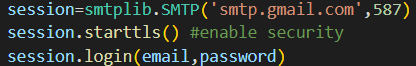 session=smtplib.SMTP('smtp.gmail.com',587)
session.starttls() #enable security
session.login(email,password)